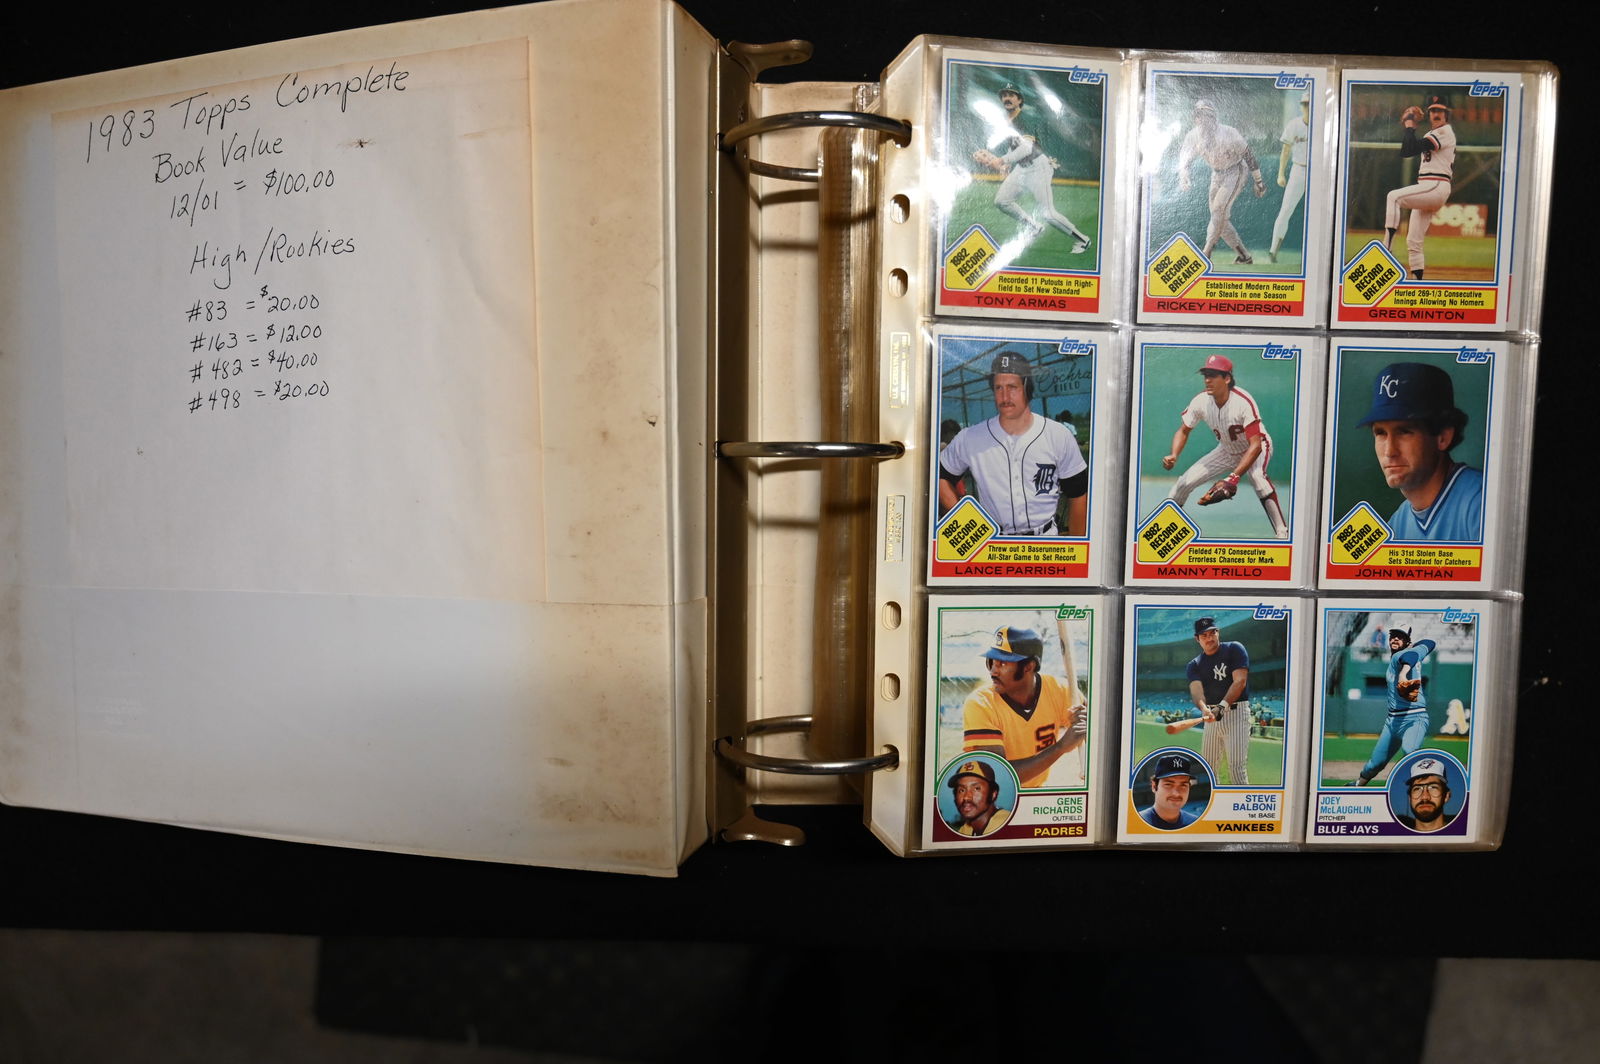 1983 Topps Complete
Book Value
12/01 = $100.00
High/Rookies
#83 = $20.00
#163 = $12.00
#482 = $40.00
#498 = $20.00
Topps
1982
RECORD
BREAKER
Recorded 11 Putouts in Right-
field to Set New Standard
TONY ARMAS
Topps
1982
RECORD
BREAKER
Established Modern Record
For Steals in one Season
RICKEY HENDERSON
Topps
1982
RECORD
BREAKER
Hurled 269-1/3 Consecutive
Innings Allowing No Homers
GREG MINTON
Topps
Cochra
FIELD
D
1982
RECORD
BREAKER
Threw out 3 Baserunners in
All-Star Game to Set Record
LANCE PARRISH
Topps
P
1982
RECORD
BREAKER
Fielded 479 Consecutive
Errorless Chances for Mark
MANNY TRILLO
Topps
KC
1982
RECORD
BREAKER
His 31st Stolen Base
Sets Standard for Catchers
JOHN WATHAN
Topps
GENE
RICHARDS
OUTFIELD
PADRES
Topps
NY
STEVE
BALBONI
1st BASE
YANKEES
Topps
JOEY
McLAUGHLIN
PITCHER
BLUE JAYS